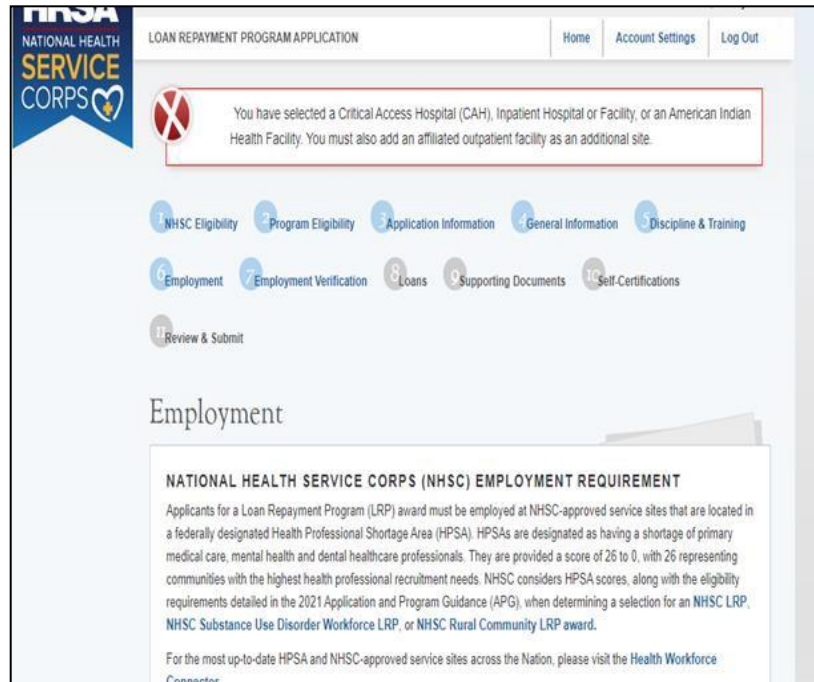 HRSA
NATIONAL HEALTH
SERVICE
CORPS
LOAN REPAYMENT PROGRAM APPLICATION
Home Account Settings Log Out
X
You have selected a Critical Access Hospital (CAH), Inpatient Hospital or Facility, or an American Indian
Health Facility. You must also add an affiliated outpatient facility as an additional site.
1 NHSC Eligibility 2 Program Eligibility 3 Application Information 4 General Information 5 Discipline & Training
6 Employment 7 Employment Verification 8 Loans 9 Supporting Documents 10 Self-Certifications
11 Review & Submit
Employment
NATIONAL HEALTH SERVICE CORPS (NHSC) EMPLOYMENT REQUIREMENT
Applicants for a Loan Repayment Program (LRP) award must be employed at NHSC-approved service sites that are located in
a federally designated Health Professional Shortage Area (HPSA). HPSAs are designated as having a shortage of primary
medical care, mental health and dental healthcare professionals. They are provided a score of 26 to 0, with 26 representing
communities with the highest health professional recruitment needs. NHSC considers HPSA scores, along with the eligibility
requirements detailed in the 2021 Application and Program Guidance (APG), when determining a selection for an NHSC LRP,
NHSC Substance Use Disorder Workforce LRP, or NHSC Rural Community LRP award.
For the most up-to-date HPSA and NHSC-approved service sites across the Nation, please visit the Health Workforce
Connector